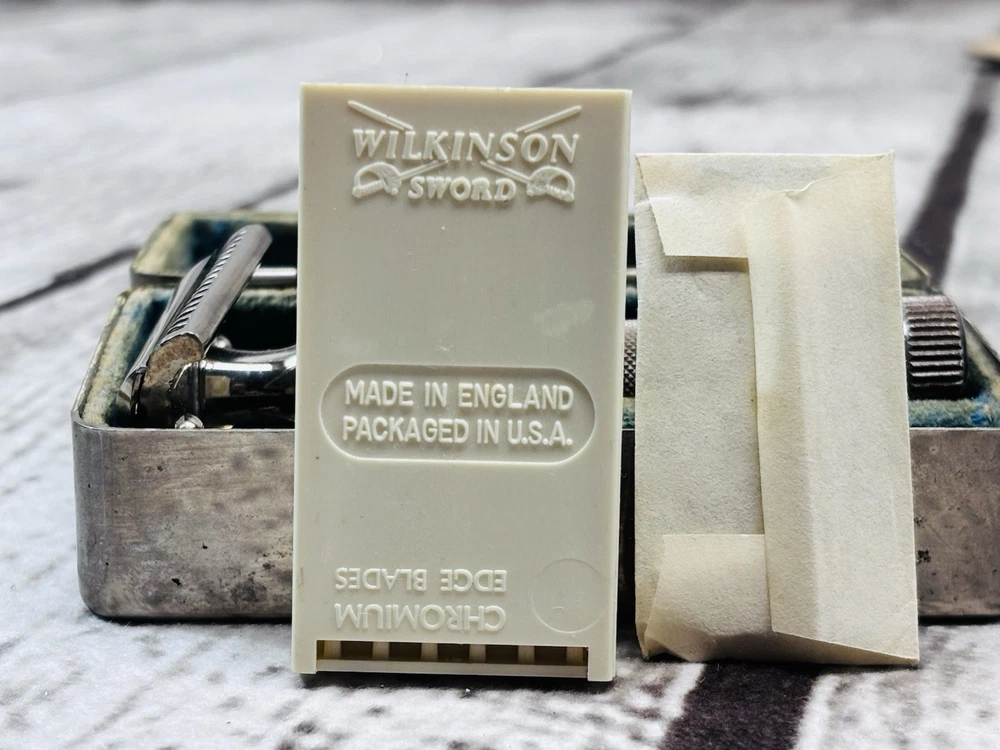 WILKINSON
SWORD
MADE IN ENGLAND
PACKAGED IN U.S.A.
CHROMIUM
EDGE BLADES